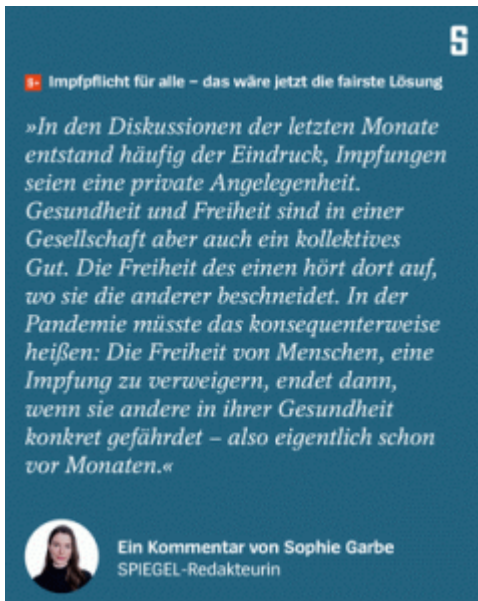 S
S+ Impfpflicht für alle – das wäre jetzt die fairste Lösung
»In den Diskussionen der letzten Monate
entstand häufig der Eindruck, Impfungen
seien eine private Angelegenheit.
Gesundheit und Freiheit sind in einer
Gesellschaft aber auch ein kollektives
Gut. Die Freiheit des einen hört dort auf,
wo sie die anderer beschneidet. In der
Pandemie müsste das konsequenterweise
heißen: Die Freiheit von Menschen, eine
Impfung zu verweigern, endet dann,
wenn sie andere in ihrer Gesundheit
konkret gefährdet – also eigentlich schon
vor Monaten.«
Ein Kommentar von Sophie Garbe
SPIEGEL-Redakteurin